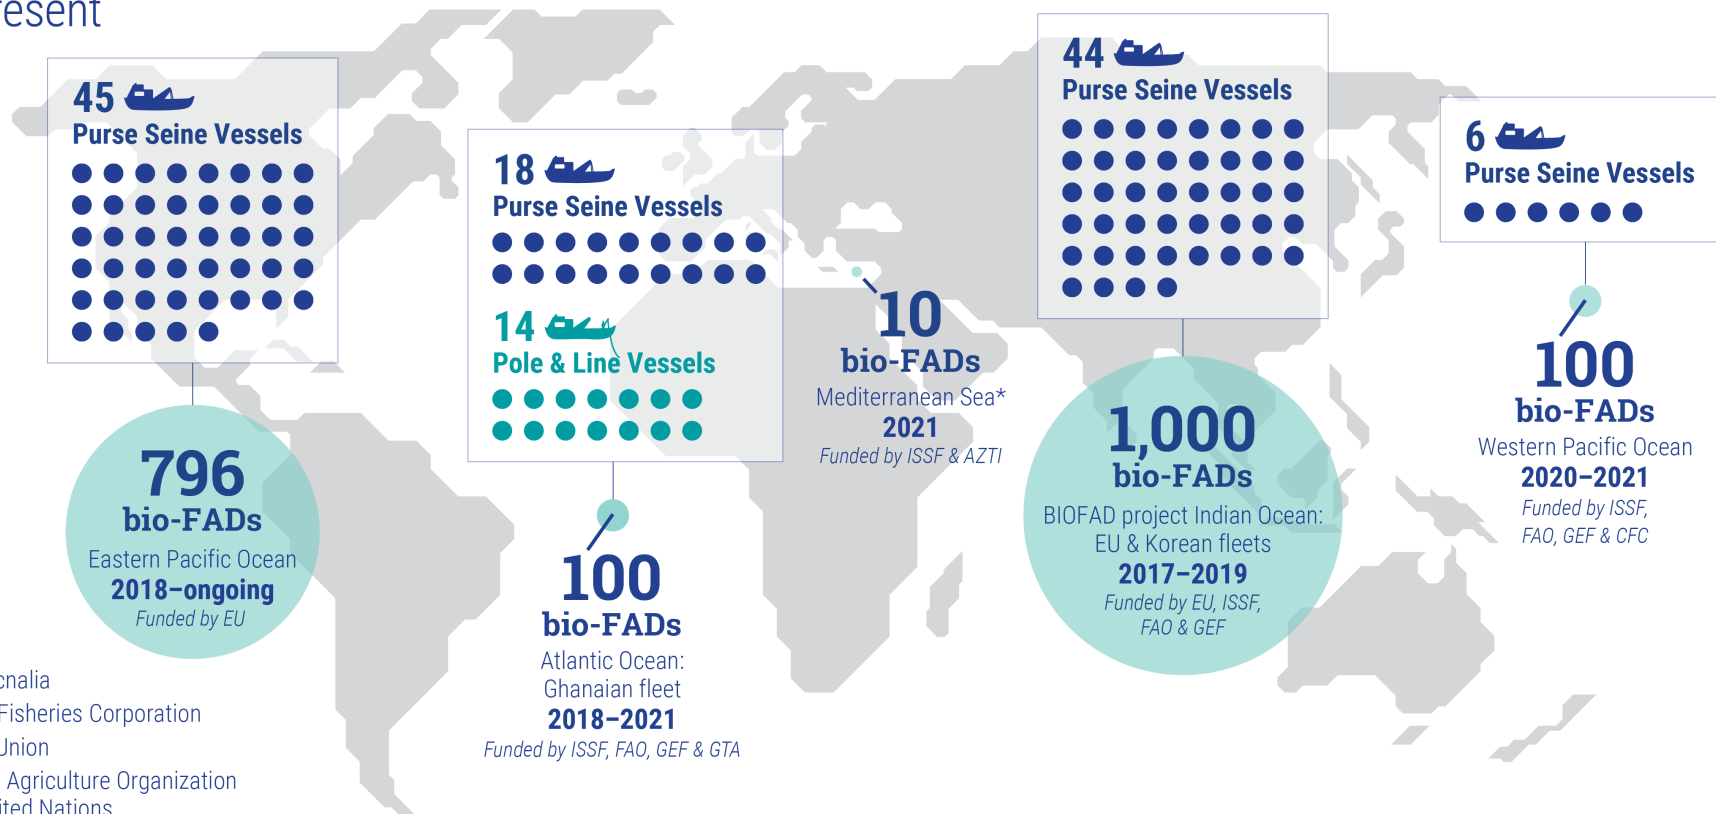 resent
45
Purse Seine Vessels
796
bio-FADs
Eastern Pacific Ocean
2018–ongoing
Funded by EU
18
Purse Seine Vessels
14
Pole & Line Vessels
100
bio-FADs
Atlantic Ocean:
Ghanaian fleet
2018–2021
Funded by ISSF, FAO, GEF & GTA
10
bio-FADs
Mediterranean Sea*
2021
Funded by ISSF & AZTI
44
Purse Seine Vessels
1,000
bio-FADs
BIOFAD project Indian Ocean:
EU & Korean fleets
2017–2019
Funded by EU, ISSF,
FAO & GEF
6
Purse Seine Vessels
100
bio-FADs
Western Pacific Ocean
2020–2021
Funded by ISSF,
FAO, GEF & CFC
cnalia
Fisheries Corporation
Union
Agriculture Organization
ited Nations